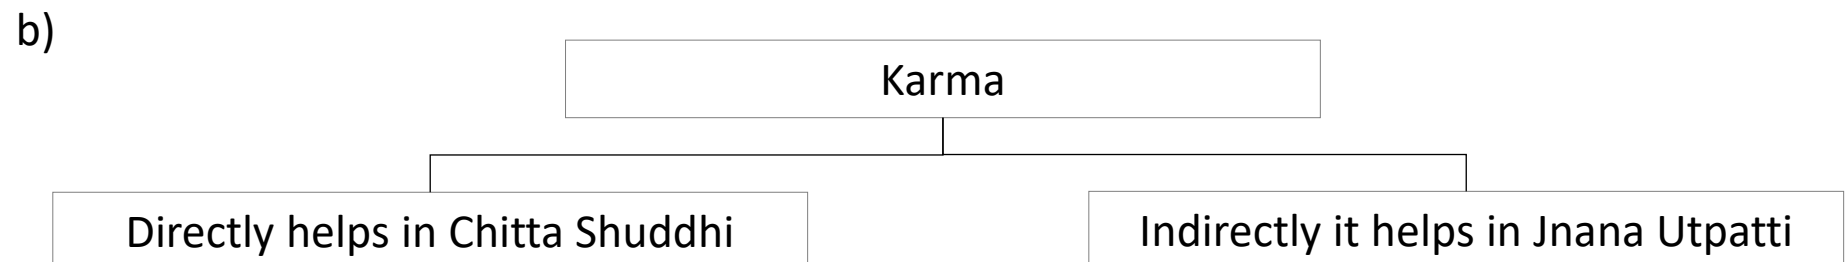 b)
Karma
Directly helps in Chitta Shuddhi
Indirectly it helps in Jnana Utpatti